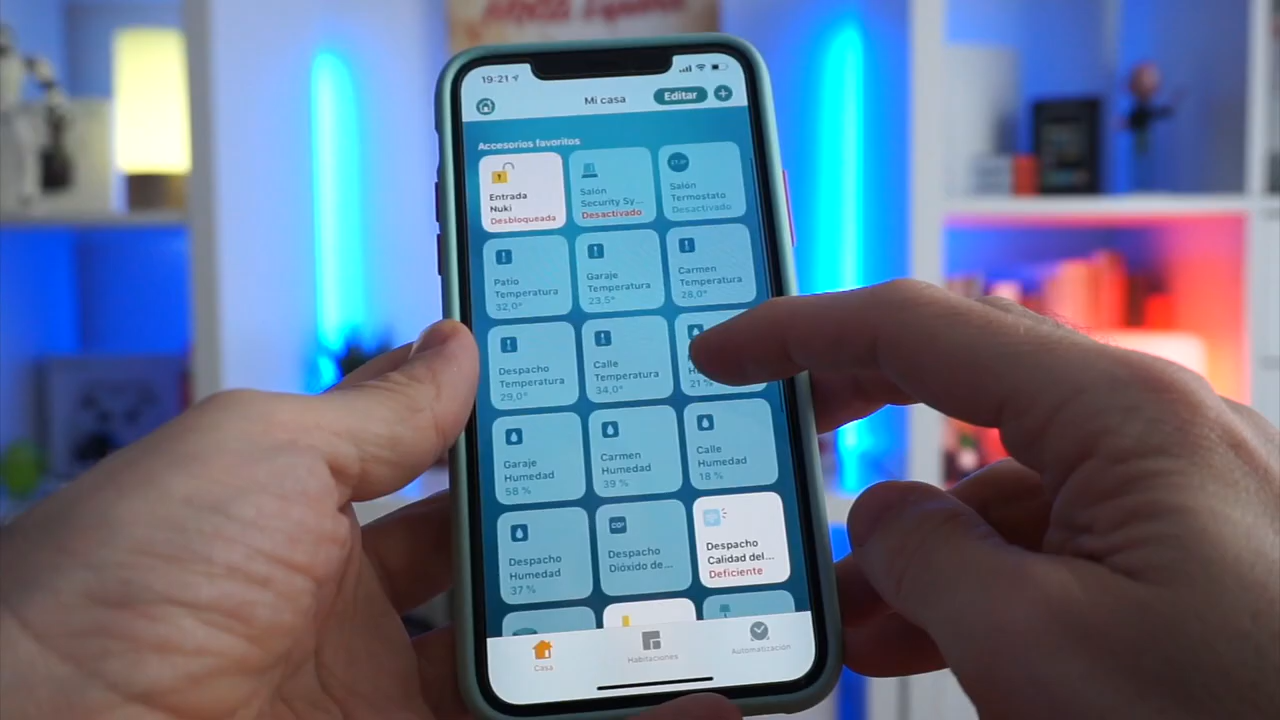 19:21
Mi casa
Editar
Accesorios favoritos
Entrada
Nuki
Desbloqueada
Salón
Security Sy...
Desactivado
Salón
Termostato
Desactivado
Patio
Temperatura
32,0°
Garaje
Temperatura
23,5°
Carmen
Temperatura
28,0°
Despacho
Temperatura
29,0°
Calle
Temperatura
34,0°
21 %
Garaje
Humedad
58 %
Carmen
Humedad
39 %
Calle
Humedad
18 %
Despacho
Humedad
37 %
CO²
Despacho
Dióxido de...
Despacho
Calidad del...
Deficiente
Casa
Habitaciones
Automatización